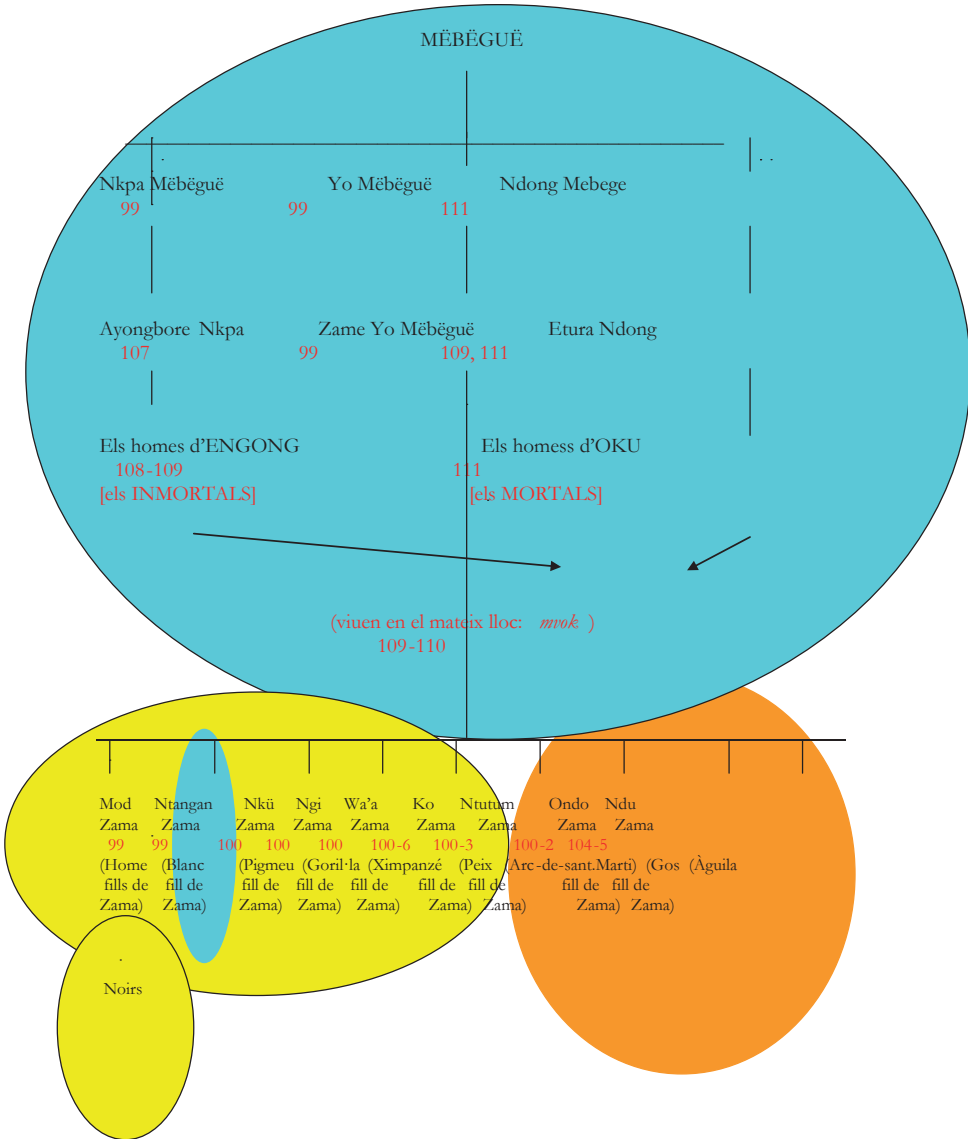 MËBËGUË
Nkpa Mëbëguë Yo Mëbëguë Ndong Mebege
99 99 111
Ayongbore Nkpa Zame Yo Mëbëguë Etura Ndong
107 99 109, 111
Els homes d'ENGONG Els homess d'OKU
108-109 111
[els INMORTALS] [els MORTALS]
(viuen en el mateix lloc: mvok )
109-110
Mod Ntangan Nkü Ngi Wa'a Ko Ntutum Ondo Ndu
Zama Zama Zama Zama Zama Zama Zama Zama Zama
99 99 100 100 100 100-6 100-3 100-2 104-5
(Home (Blanc (Pigmeu (Goril·la (Ximpanzé (Peix (Arc-de-sant.Marti) (Gos (Àguila
fills de fill de fill de fill de fill de fill de fill de fill de fill de
Zama) Zama) Zama) Zama) Zama) Zama) Zama) Zama) Zama)
Noirs